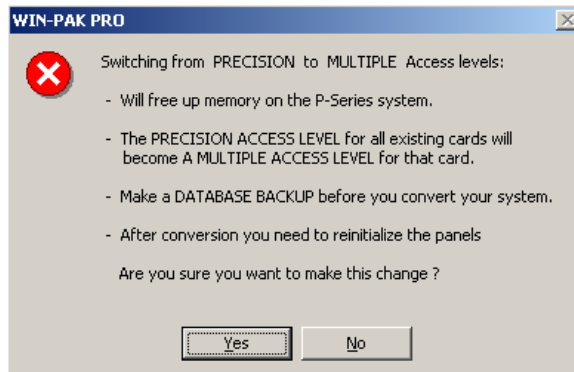 WIN-PAK PRO
Switching from PRECISION to MULTIPLE Access levels:
- Will free up memory on the P-Series system.
- The PRECISION ACCESS LEVEL for all existing cards will
become A MULTIPLE ACCESS LEVEL for that card.
- Make a DATABASE BACKUP before you convert your system.
- After conversion you need to reinitialize the panels
Are you sure you want to make this change ?
Yes No